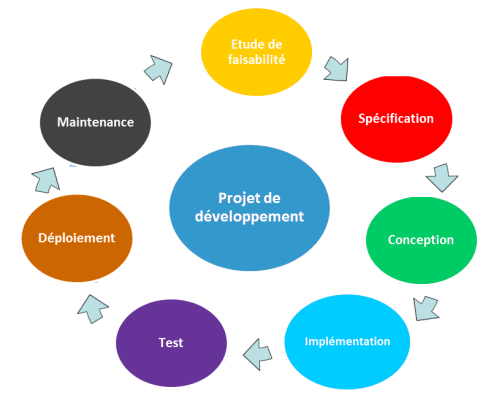 Etude de
faisabilité
Spécification
Maintenance
Projet de
développement
Conception
Déploiement
Implémentation
Test